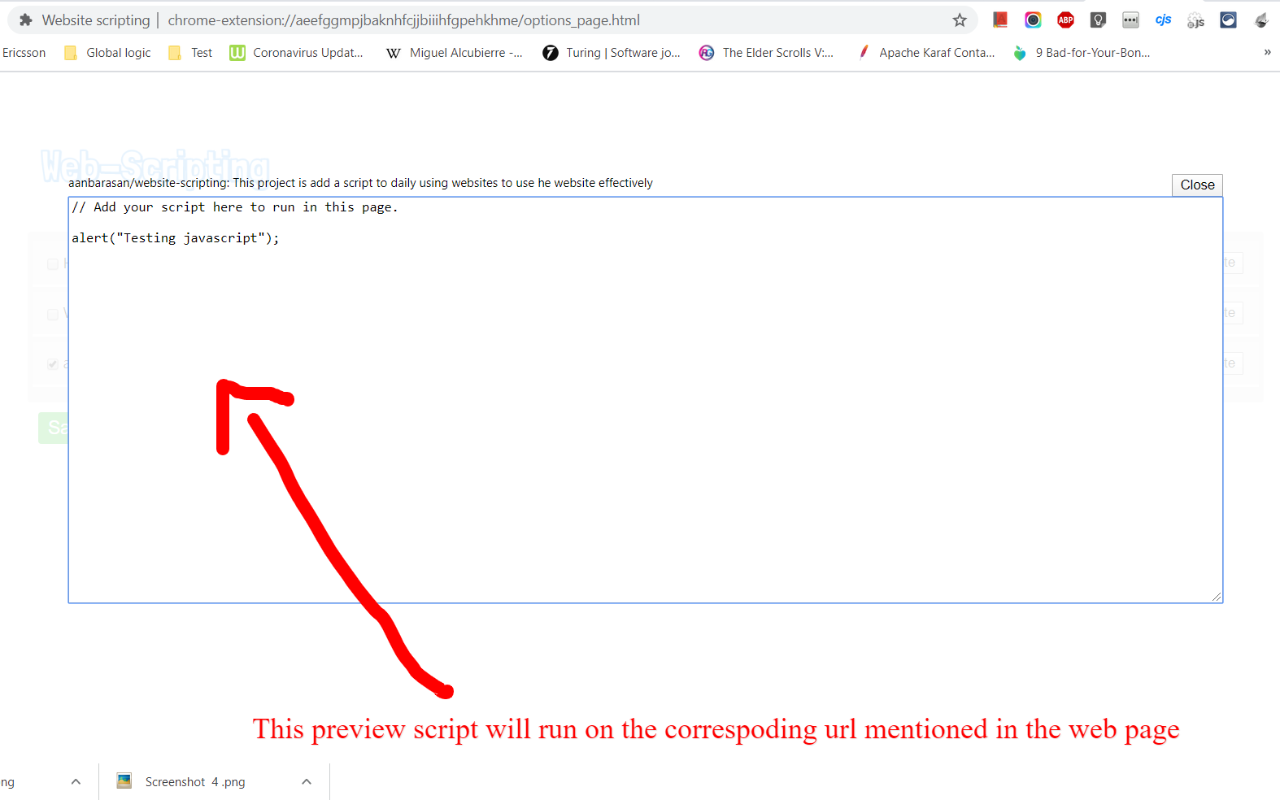 Website scripting | chrome-extension://aeefggmpjbaknhfcjjbiiihfgpehkhme/options_page.html
ABP
cjs
js
Ericsson Global logic Test Coronavirus Updat... W Miguel Alcubierre -... Turing | Software jo... The Elder Scrolls V:... Apache Karaf Conta... 9 Bad-for-Your-Bon... »
Web-Scripting
aanbarasan/website-scripting: This project is add a script to daily using websites to use he website effectively
Close
// Add your script here to run in this page.
alert("Testing javascript");
Sa
This preview script will run on the correspoding url mentioned in the web page
ng Screenshot 4 .png